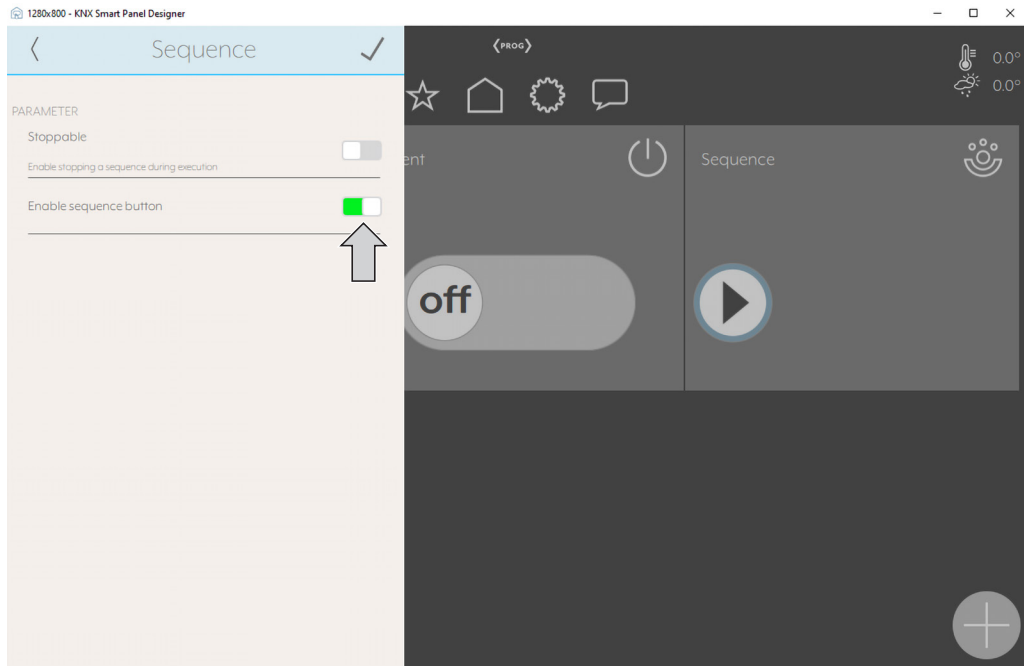 1280x800 - KNX Smart Panel Designer
Sequence
PARAMETER
Stoppable
Enable stopping a sequence during execution
Enable sequence button
PROG
0.0°
0.0°
ent
off
Sequence